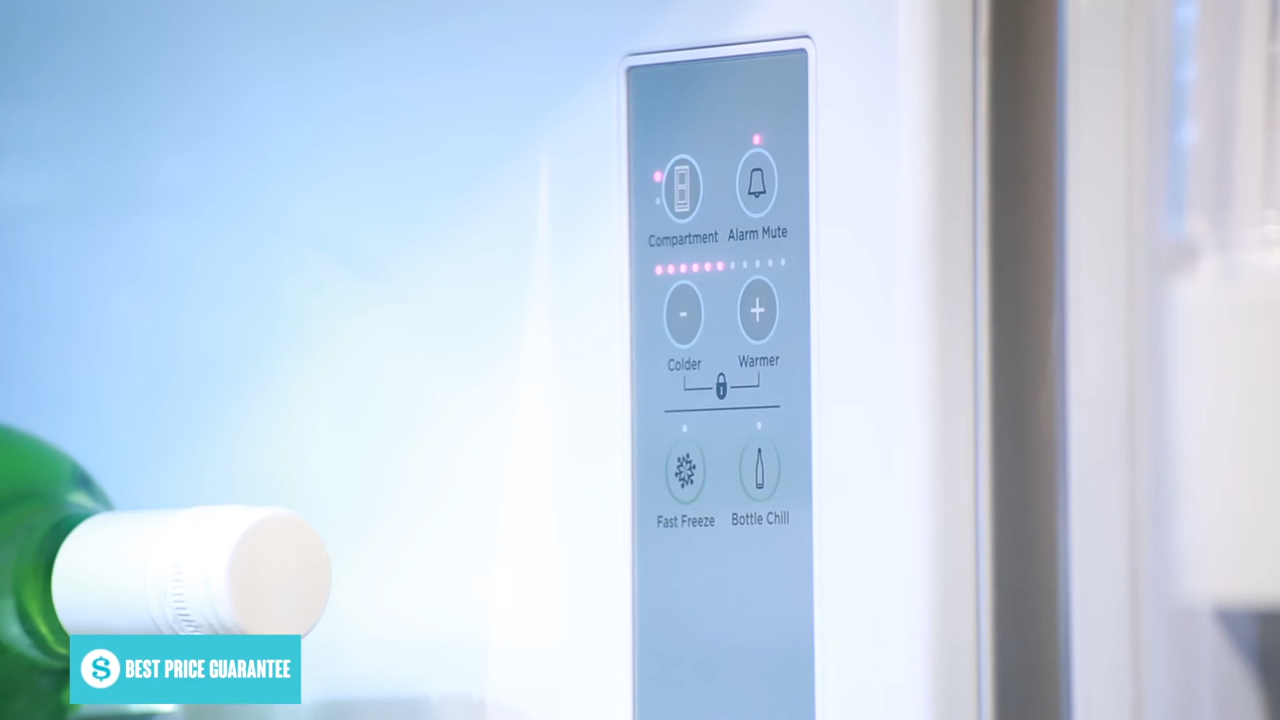 Compartment Alarm Mute
- +
Colder Warmer
Fast Freeze Bottle Chill
$ BEST PRICE GUARANTEE